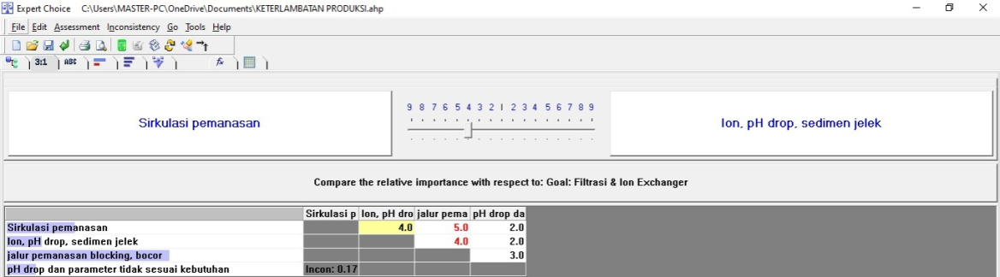 Expert Choice C:\Users\MASTER-PC\OneDrive\Documents\KETERLAMBATAN PRODUKSI.ahp
File Edit Assessment Inconsistency Go Tools Help
3:1 ABC fx
Sirkulasi pemanasan
9 8 7 6 5 4 3 2 1 2 3 4 5 6 7 8 9
Ion, pH drop, sedimen jelek
Compare the relative importance with respect to: Goal: Filtrasi & Ion Exchanger
Sirkulasi p Ion, pH dro jalur pema pH drop da
Sirkulasi pemanasan 4.0 5.0 2.0
Ion, pH drop, sedimen jelek 4.0 2.0
jalur pemanasan blocking, bocor 3.0
pH drop dan parameter tidak sesuai kebutuhan Incon: 0.17